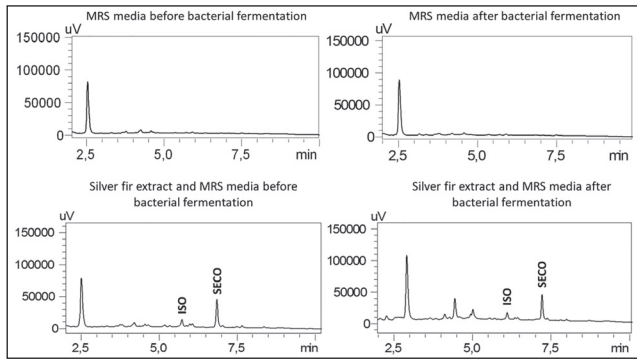 MRS media before bacterial fermentation
uV
150000
100000
50000
0
2,5
5,0
7,5
min
MRS media after bacterial fermentation
uV
150000
100000
50000
0
2,5
5,0
7,5
min
Silver fir extract and MRS media before
bacterial fermentation
uV
150000
100000
50000
0
ISO
SECO
2,5
5,0
7,5
min
Silver fir extract and MRS media after
bacterial fermentation
uV
150000
100000
50000
0
ISO
SECO
2,5
5,0
7,5
min